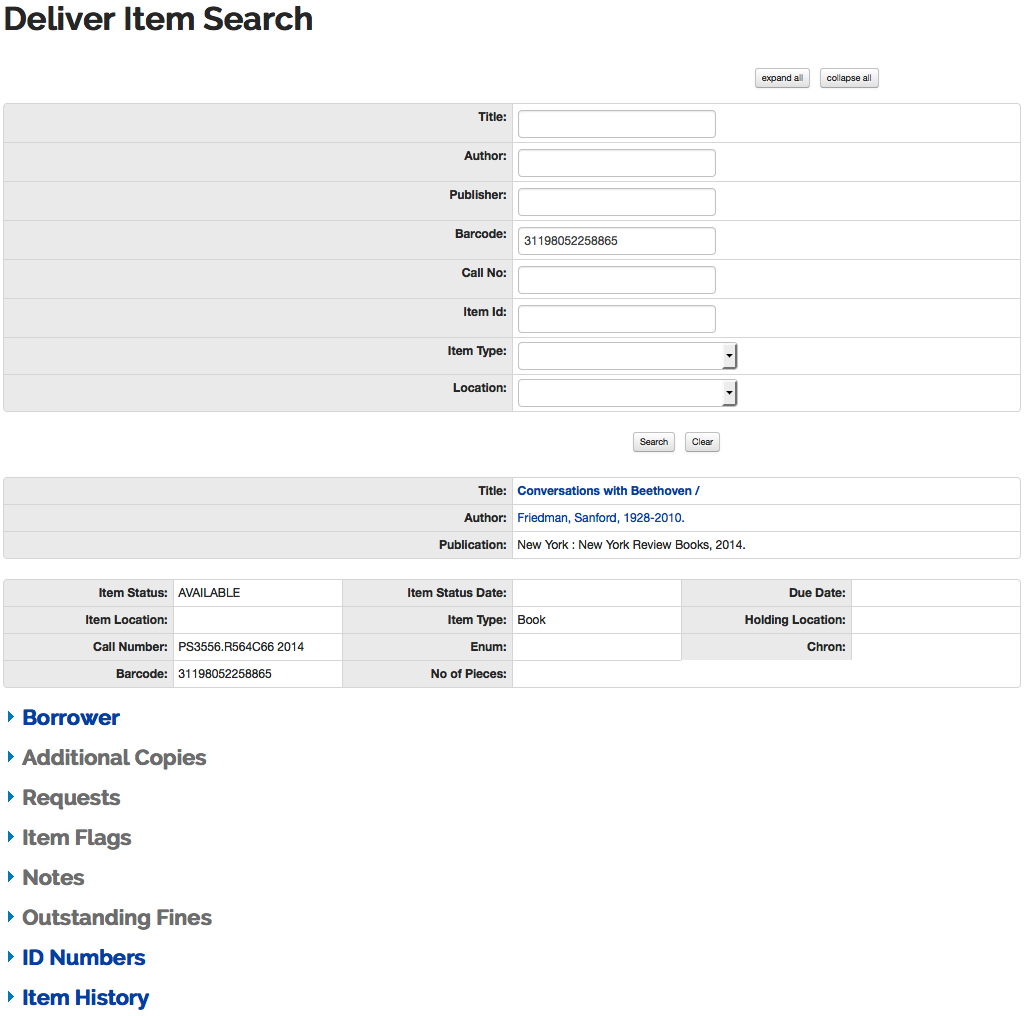 Deliver Item Search
expand all collapse all
Title:
Author:
Publisher:
Barcode: 31198052258865
Call No:
Item Id:
Item Type:
Location:
Search Clear
Title: Conversations with Beethoven /
Author: Friedman, Sanford, 1928-2010.
Publication: New York : New York Review Books, 2014.
Item Status: AVAILABLE Item Status Date: Due Date:
Item Location: Item Type: Book Holding Location:
Call Number: PS3556.R564C66 2014 Enum: Chron:
Barcode: 31198052258865 No of Pieces:
Borrower
Additional Copies
Requests
Item Flags
Notes
Outstanding Fines
ID Numbers
Item History